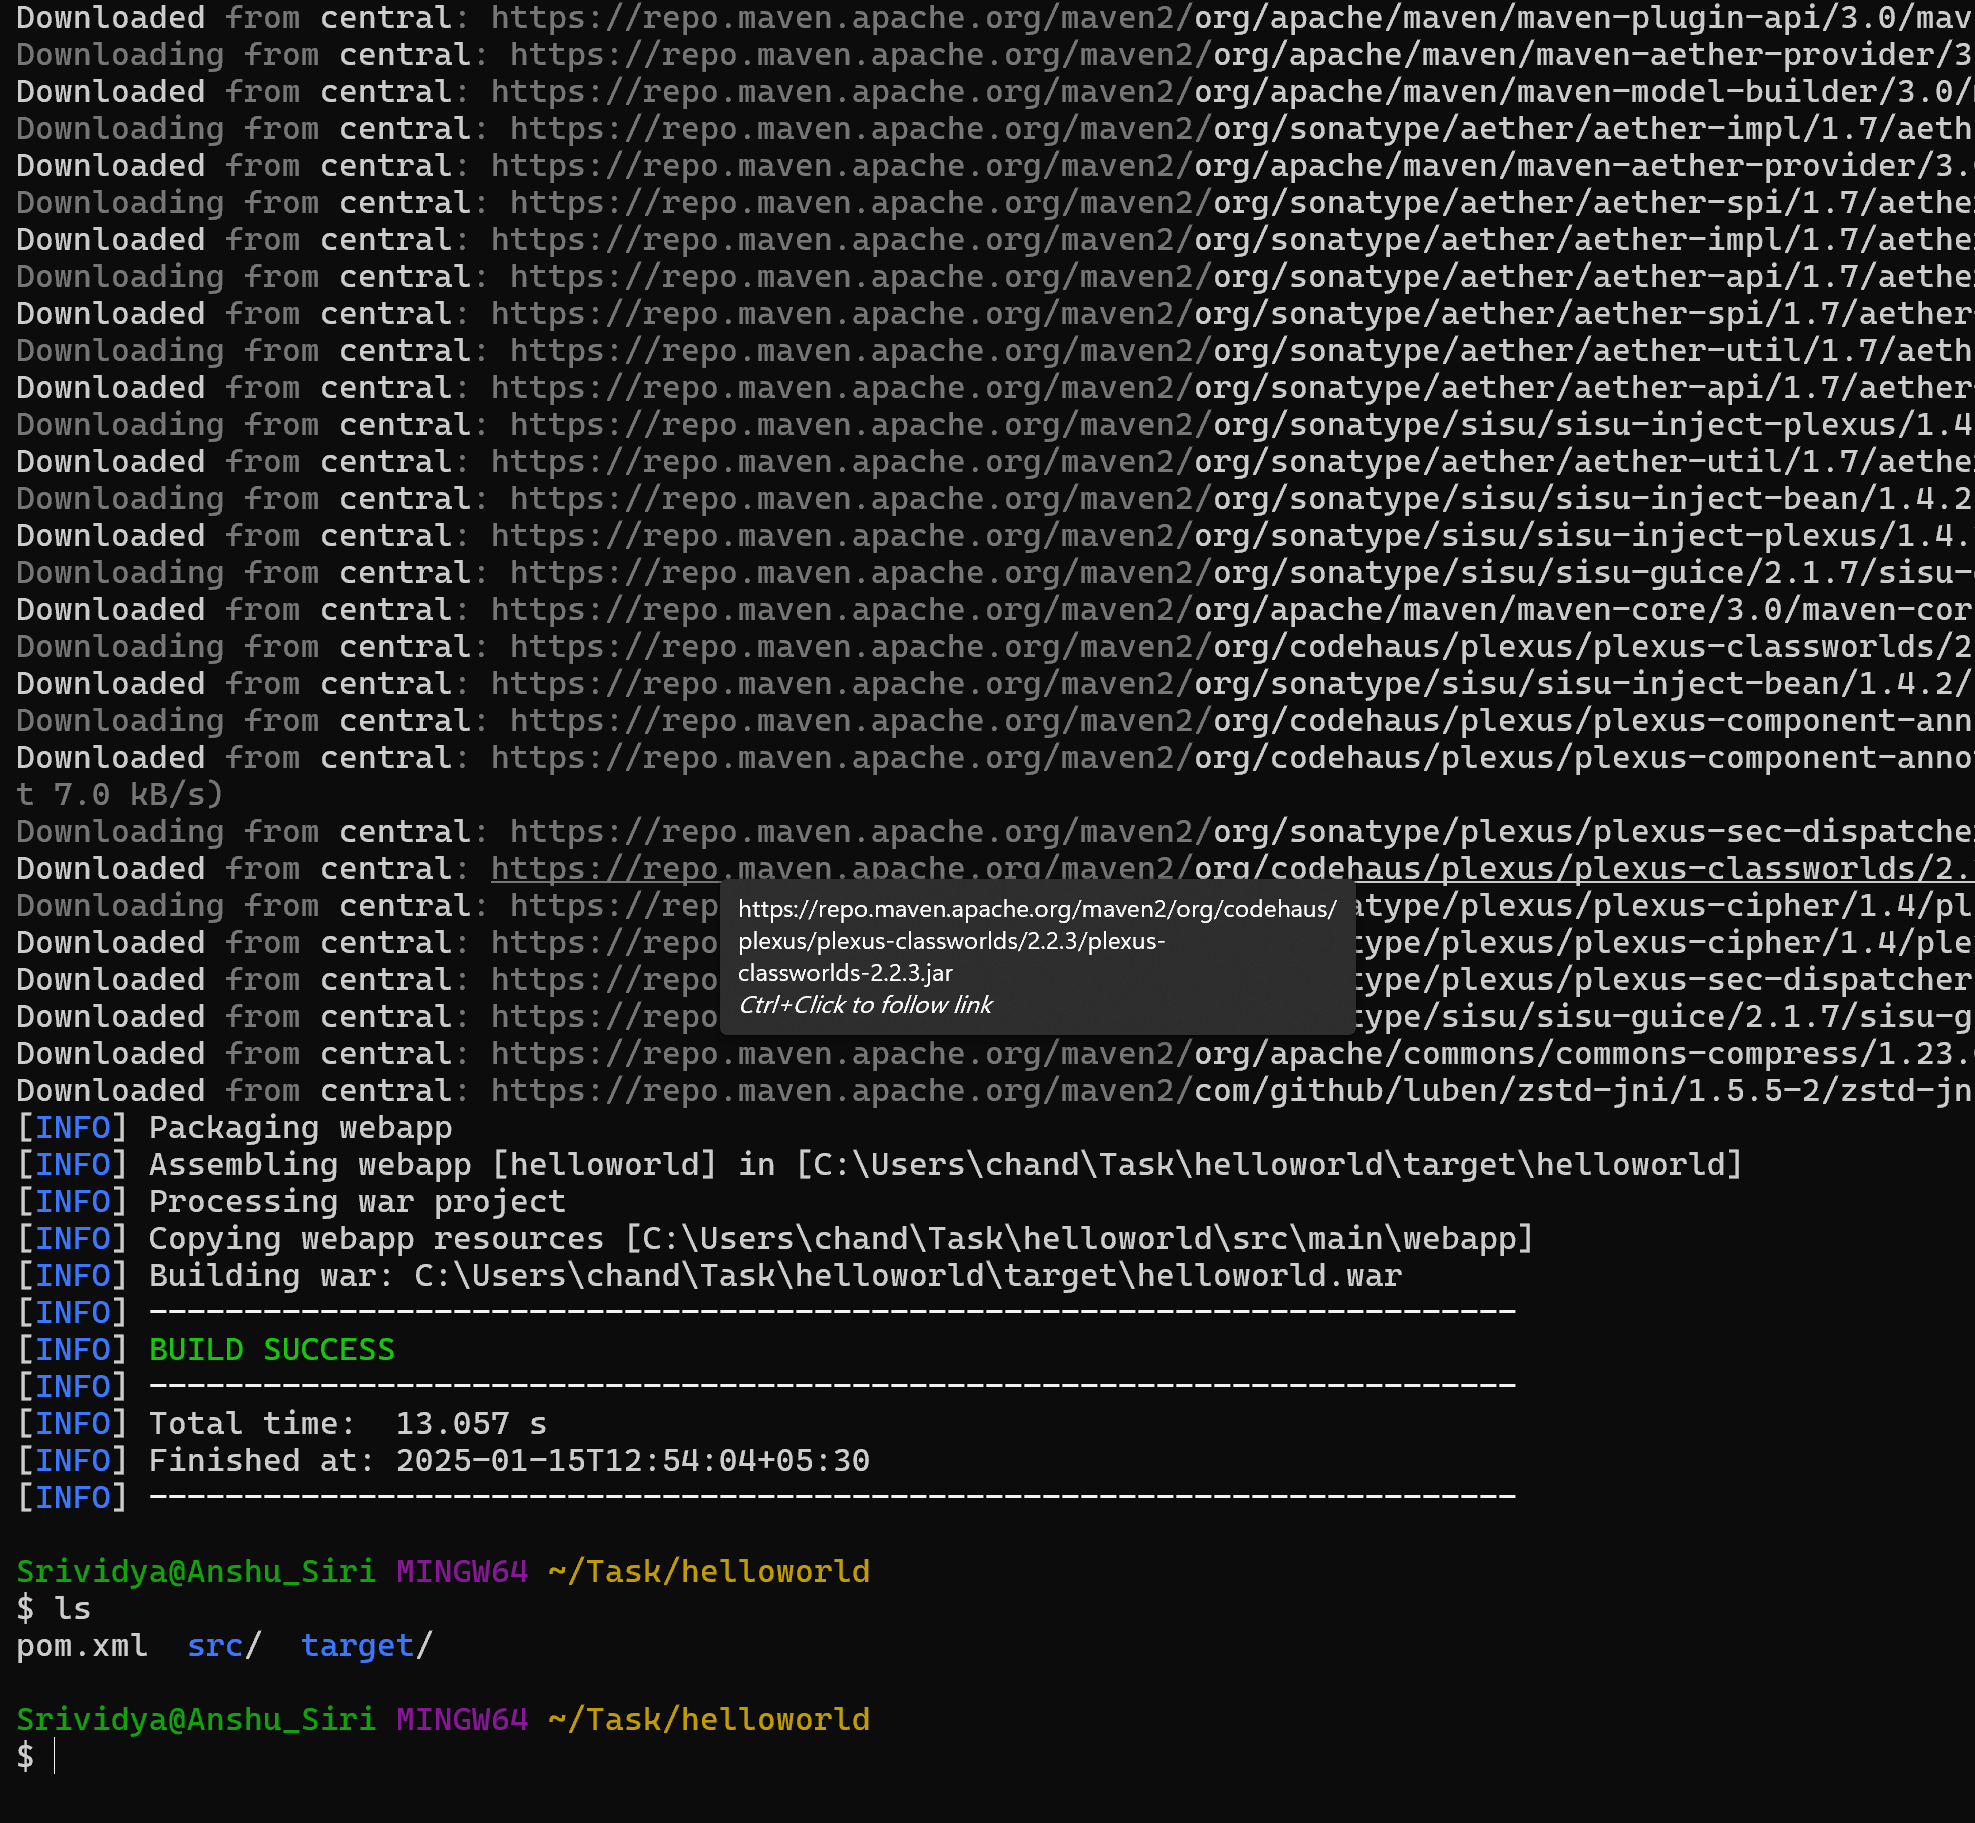 Downloaded from central: https://repo.maven.apache.org/maven2/org/apache/maven/maven-plugin-api/3.0/mav
Downloading from central: https://repo.maven.apache.org/maven2/org/apache/maven/maven-aether-provider/3
Downloaded from central: https://repo.maven.apache.org/maven2/org/apache/maven/maven-model-builder/3.0/
Downloading from central: https://repo.maven.apache.org/maven2/org/sonatype/aether/aether-impl/1.7/aeth
Downloaded from central: https://repo.maven.apache.org/maven2/org/apache/maven/maven-aether-provider/3.
Downloading from central: https://repo.maven.apache.org/maven2/org/sonatype/aether/aether-spi/1.7/aethe
Downloaded from central: https://repo.maven.apache.org/maven2/org/sonatype/aether/aether-impl/1.7/aethe
Downloading from central: https://repo.maven.apache.org/maven2/org/sonatype/aether/aether-api/1.7/aethe
Downloaded from central: https://repo.maven.apache.org/maven2/org/sonatype/aether/aether-spi/1.7/aether-
Downloading from central: https://repo.maven.apache.org/maven2/org/sonatype/aether/aether-util/1.7/aeth
Downloaded from central: https://repo.maven.apache.org/maven2/org/sonatype/aether/aether-api/1.7/aether-
Downloading from central: https://repo.maven.apache.org/maven2/org/sonatype/sisu/sisu-inject-plexus/1.4
Downloaded from central: https://repo.maven.apache.org/maven2/org/sonatype/aether/aether-util/1.7/aethe
Downloading from central: https://repo.maven.apache.org/maven2/org/sonatype/sisu/sisu-inject-bean/1.4.2
Downloaded from central: https://repo.maven.apache.org/maven2/org/sonatype/sisu/sisu-inject-plexus/1.4.
Downloading from central: https://repo.maven.apache.org/maven2/org/sonatype/sisu/sisu-guice/2.1.7/sisu-
Downloaded from central: https://repo.maven.apache.org/maven2/org/apache/maven/maven-core/3.0/maven-cor
Downloading from central: https://repo.maven.apache.org/maven2/org/codehaus/plexus/plexus-classworlds/2
Downloaded from central: https://repo.maven.apache.org/maven2/org/sonatype/sisu/sisu-inject-bean/1.4.2/
Downloading from central: https://repo.maven.apache.org/maven2/org/codehaus/plexus/plexus-component-ann
Downloaded from central: https://repo.maven.apache.org/maven2/org/codehaus/plexus/plexus-component-anno
t 7.0 kB/s)
Downloading from central: https://repo.maven.apache.org/maven2/org/sonatype/plexus/plexus-sec-dispatche
Downloaded from central: https://repo.maven.apache.org/maven2/org/codehaus/plexus/plexus-classworlds/2.
Downloading from central: https://rep atype/plexus/plexus-cipher/1.4/pl
Downloaded from central: https://repo type/plexus/plexus-cipher/1.4/ple
Downloaded from central: https://repo type/plexus/plexus-sec-dispatcher
Downloaded from central: https://repo type/sisu/sisu-guice/2.1.7/sisu-g
https://repo.maven.apache.org/maven2/org/codehaus/
plexus/plexus-classworlds/2.2.3/plexus-
classworlds-2.2.3.jar
Ctrl+Click to follow link
Downloaded from central: https://repo.maven.apache.org/maven2/org/apache/commons/commons-compress/1.23.
Downloaded from central: https://repo.maven.apache.org/maven2/com/github/luben/zstd-jni/1.5.5-2/zstd-jn
[INFO] Packaging webapp
[INFO] Assembling webapp [helloworld] in [C:\Users\chand\Task\helloworld\target\helloworld]
[INFO] Processing war project
[INFO] Copying webapp resources [C:\Users\chand\Task\helloworld\src\main\webapp]
[INFO] Building war: C:\Users\chand\Task\helloworld\target\helloworld.war
[INFO] ------------------------------------------------------------------------
[INFO] BUILD SUCCESS
[INFO] ------------------------------------------------------------------------
[INFO] Total time:  13.057 s
[INFO] Finished at: 2025-01-15T12:54:04+05:30
[INFO] ------------------------------------------------------------------------
Srividya@Anshu_Siri MINGW64 ~/Task/helloworld
$ ls
pom.xml  src/  target/
Srividya@Anshu_Siri MINGW64 ~/Task/helloworld
$